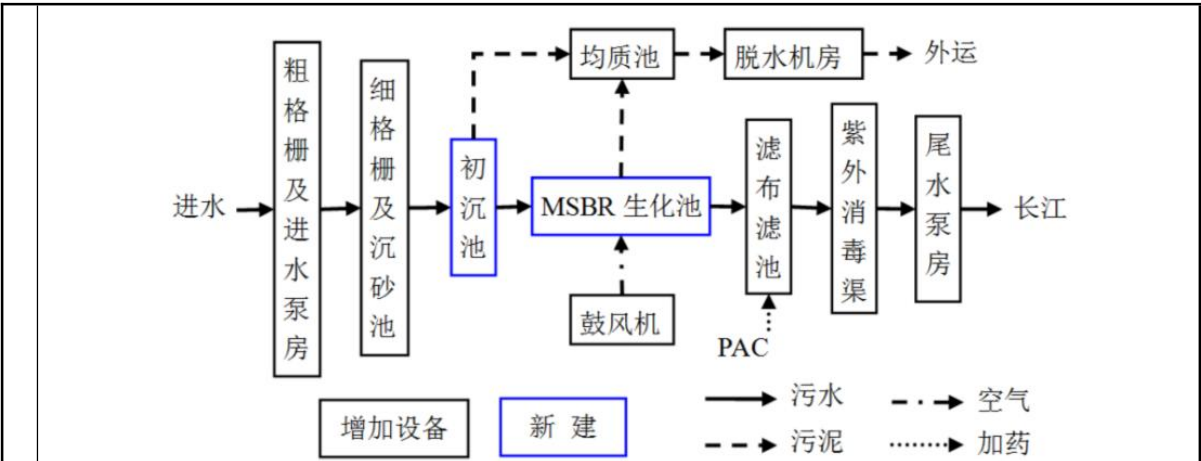 均质池
脱水机房
外运
进水
粗格栅及进水泵房
细格栅及沉砂池
初沉池
MSBR 生化池
滤布滤池
紫外消毒渠
尾水泵房
长江
鼓风机
PAC
增加设备
新 建
污水
空气
污泥
加药